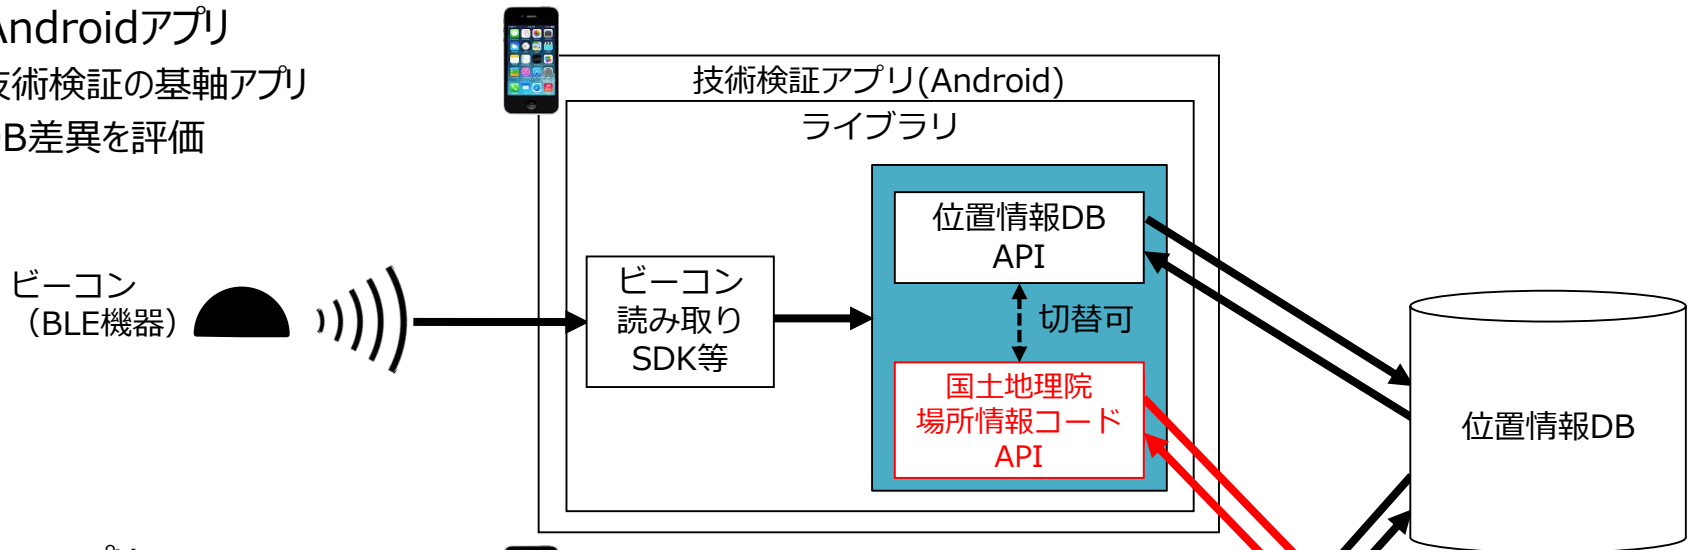 Androidアプリ
技術検証の基軸アプリ
DB差異を評価
技術検証アプリ(Android)
ライブラリ
位置情報DB
API
切替可
ビーコン
(BLE機器)
ビーコン
読み取り
SDK等
国土地理院
場所情報コード
API
位置情報DB